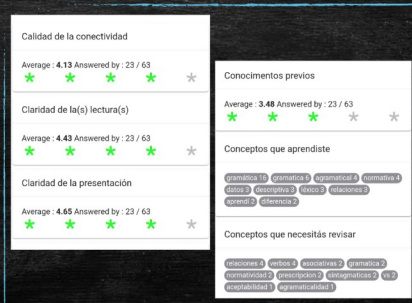 Calidad de la conectividad
Average : 4.13 Answered by : 23 / 63
Claridad de la(s) lectura(s)
Average : 4.43 Answered by : 23 / 63
Claridad de la presentación
Average : 4.65 Answered by : 23 / 63
Conocimentos previos
Average : 3.48 Answered by : 23 / 63
Conceptos que aprendiste
gramática 16 gramatica 6 agramatical 4 normativa 4
datos 3 descriptiva 3 léxico 3 relaciones 3
aprendí 2 diferencia 2
Conceptos que necesitás revisar
relaciones 4 verbos 4 asociativas 2 gramatica 2
normatividad 2 prescripcion 2 sintagmaticas 2 vs 2
aceptabilidad 1 agramaticalidad 1